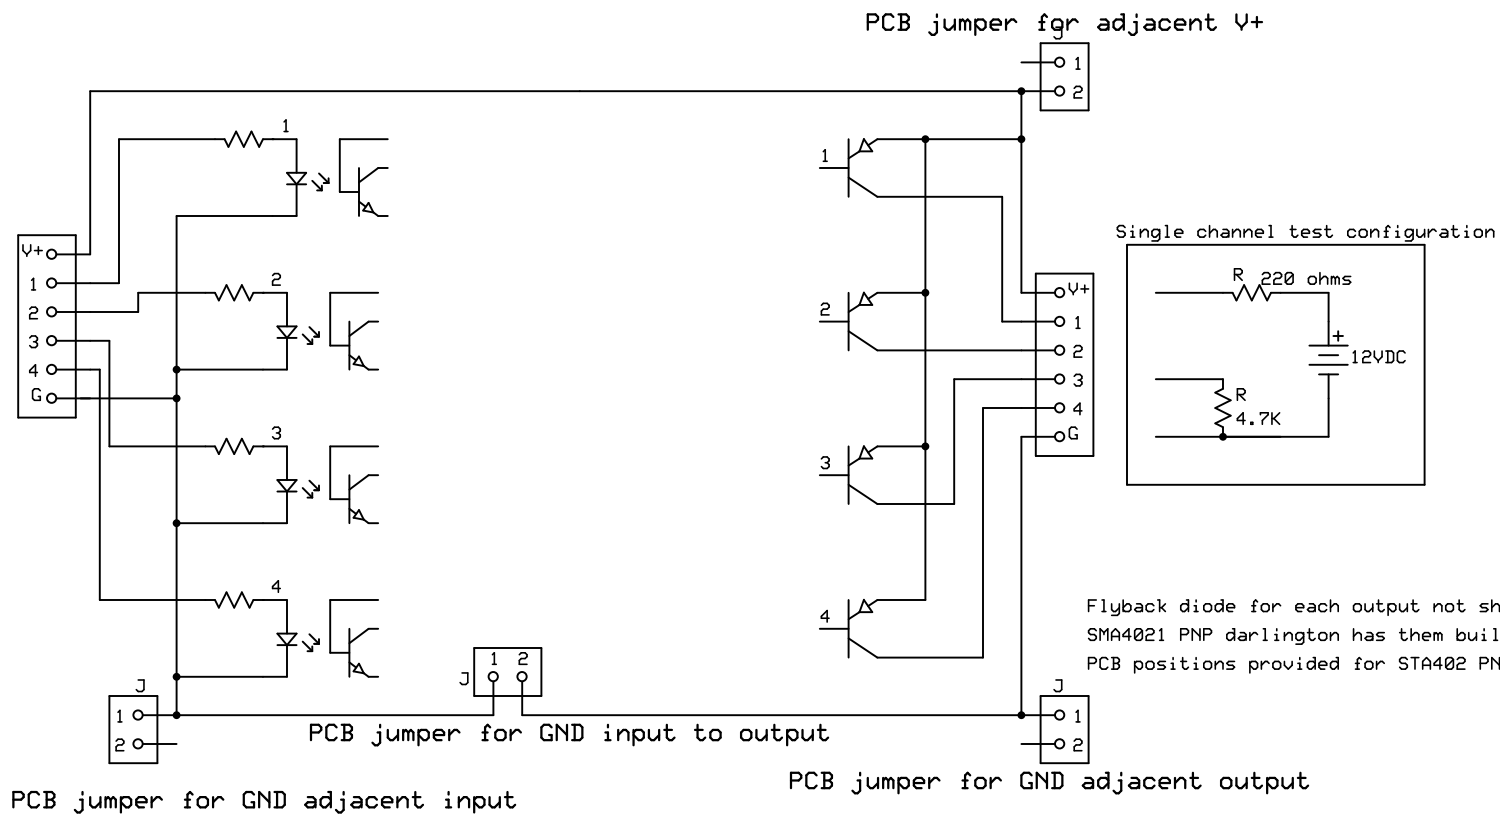 PCB jumper for adjacent V+
J
1
2
1
1
V+
1
2
3
4
G
2
2
3
3
4
4
V+
1
2
3
4
G
Single channel test configuration
R 220 ohms
+
12VDC
R
4.7K
Flyback diode for each output not sh
SMA4021 PNP darlington has them buil
PCB positions provided for STA402 PN
J
1 2
J
1
2
J
1
2
PCB jumper for GND input to output
PCB jumper for GND adjacent output
PCB jumper for GND adjacent input